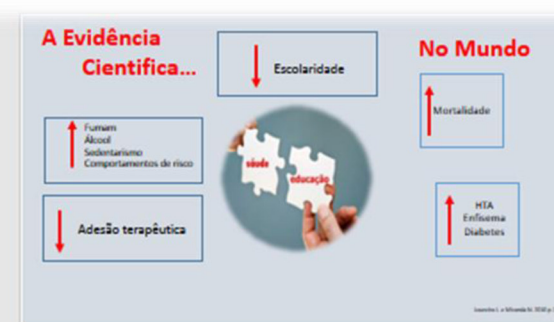 A Evidência
Cientifica...
Escolaridade
No Mundo
Mortalidade
Fumam
Álcool
Sedentarismo
Comportamentos de risco
saúde
educação
Adesão terapêutica
HTA
Enfisema
Diabetes